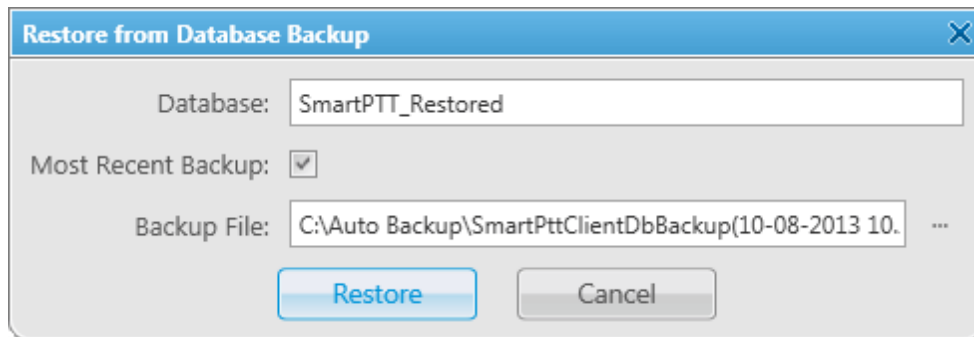 Restore from Database Backup
Database: SmartPTT_Restored
Most Recent Backup:
Backup File: C:\Auto Backup\SmartPttClientDbBackup(10-08-2013 10. ...
Restore Cancel